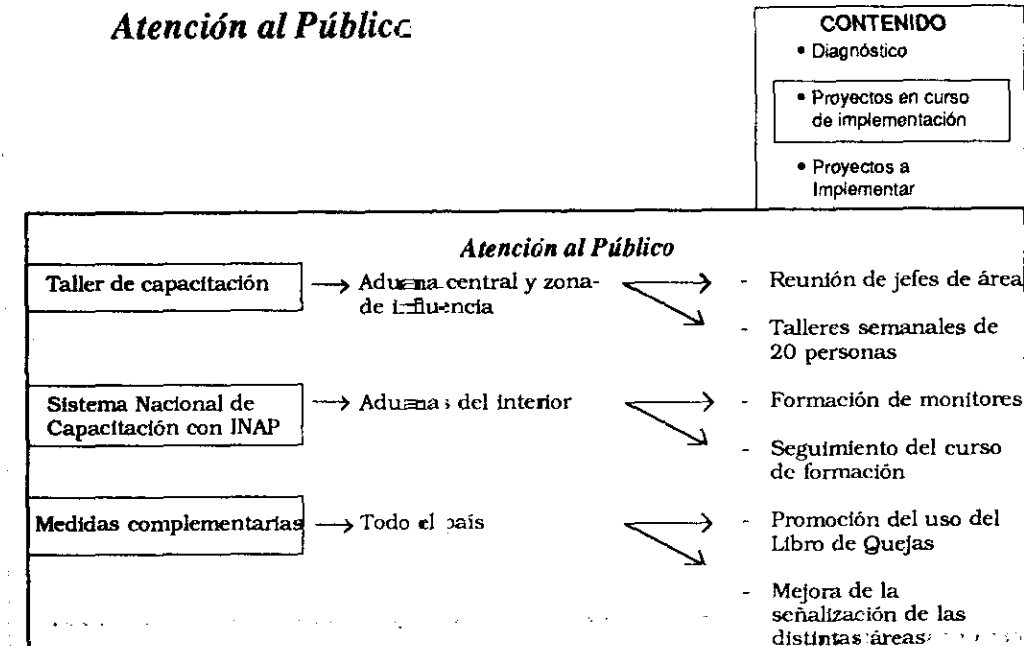 Atención al Público
CONTENIDO
• Diagnóstico
• Proyectos en curso
de implementación
• Proyectos a
Implementar
Atención al Público
Taller de capacitación
Aduana central y zona-
de influencia
- Reunión de jefes de área
- Talleres semanales de
20 personas
Sistema Nacional de
Capacitación con INAP
Aduanas del interior
- Formación de monitores
- Seguimiento del curso
de formación
Medidas complementarias
Todo el país
- Promoción del uso del
Libro de Quejas
- Mejora de la
señalización de las
distintas áreas